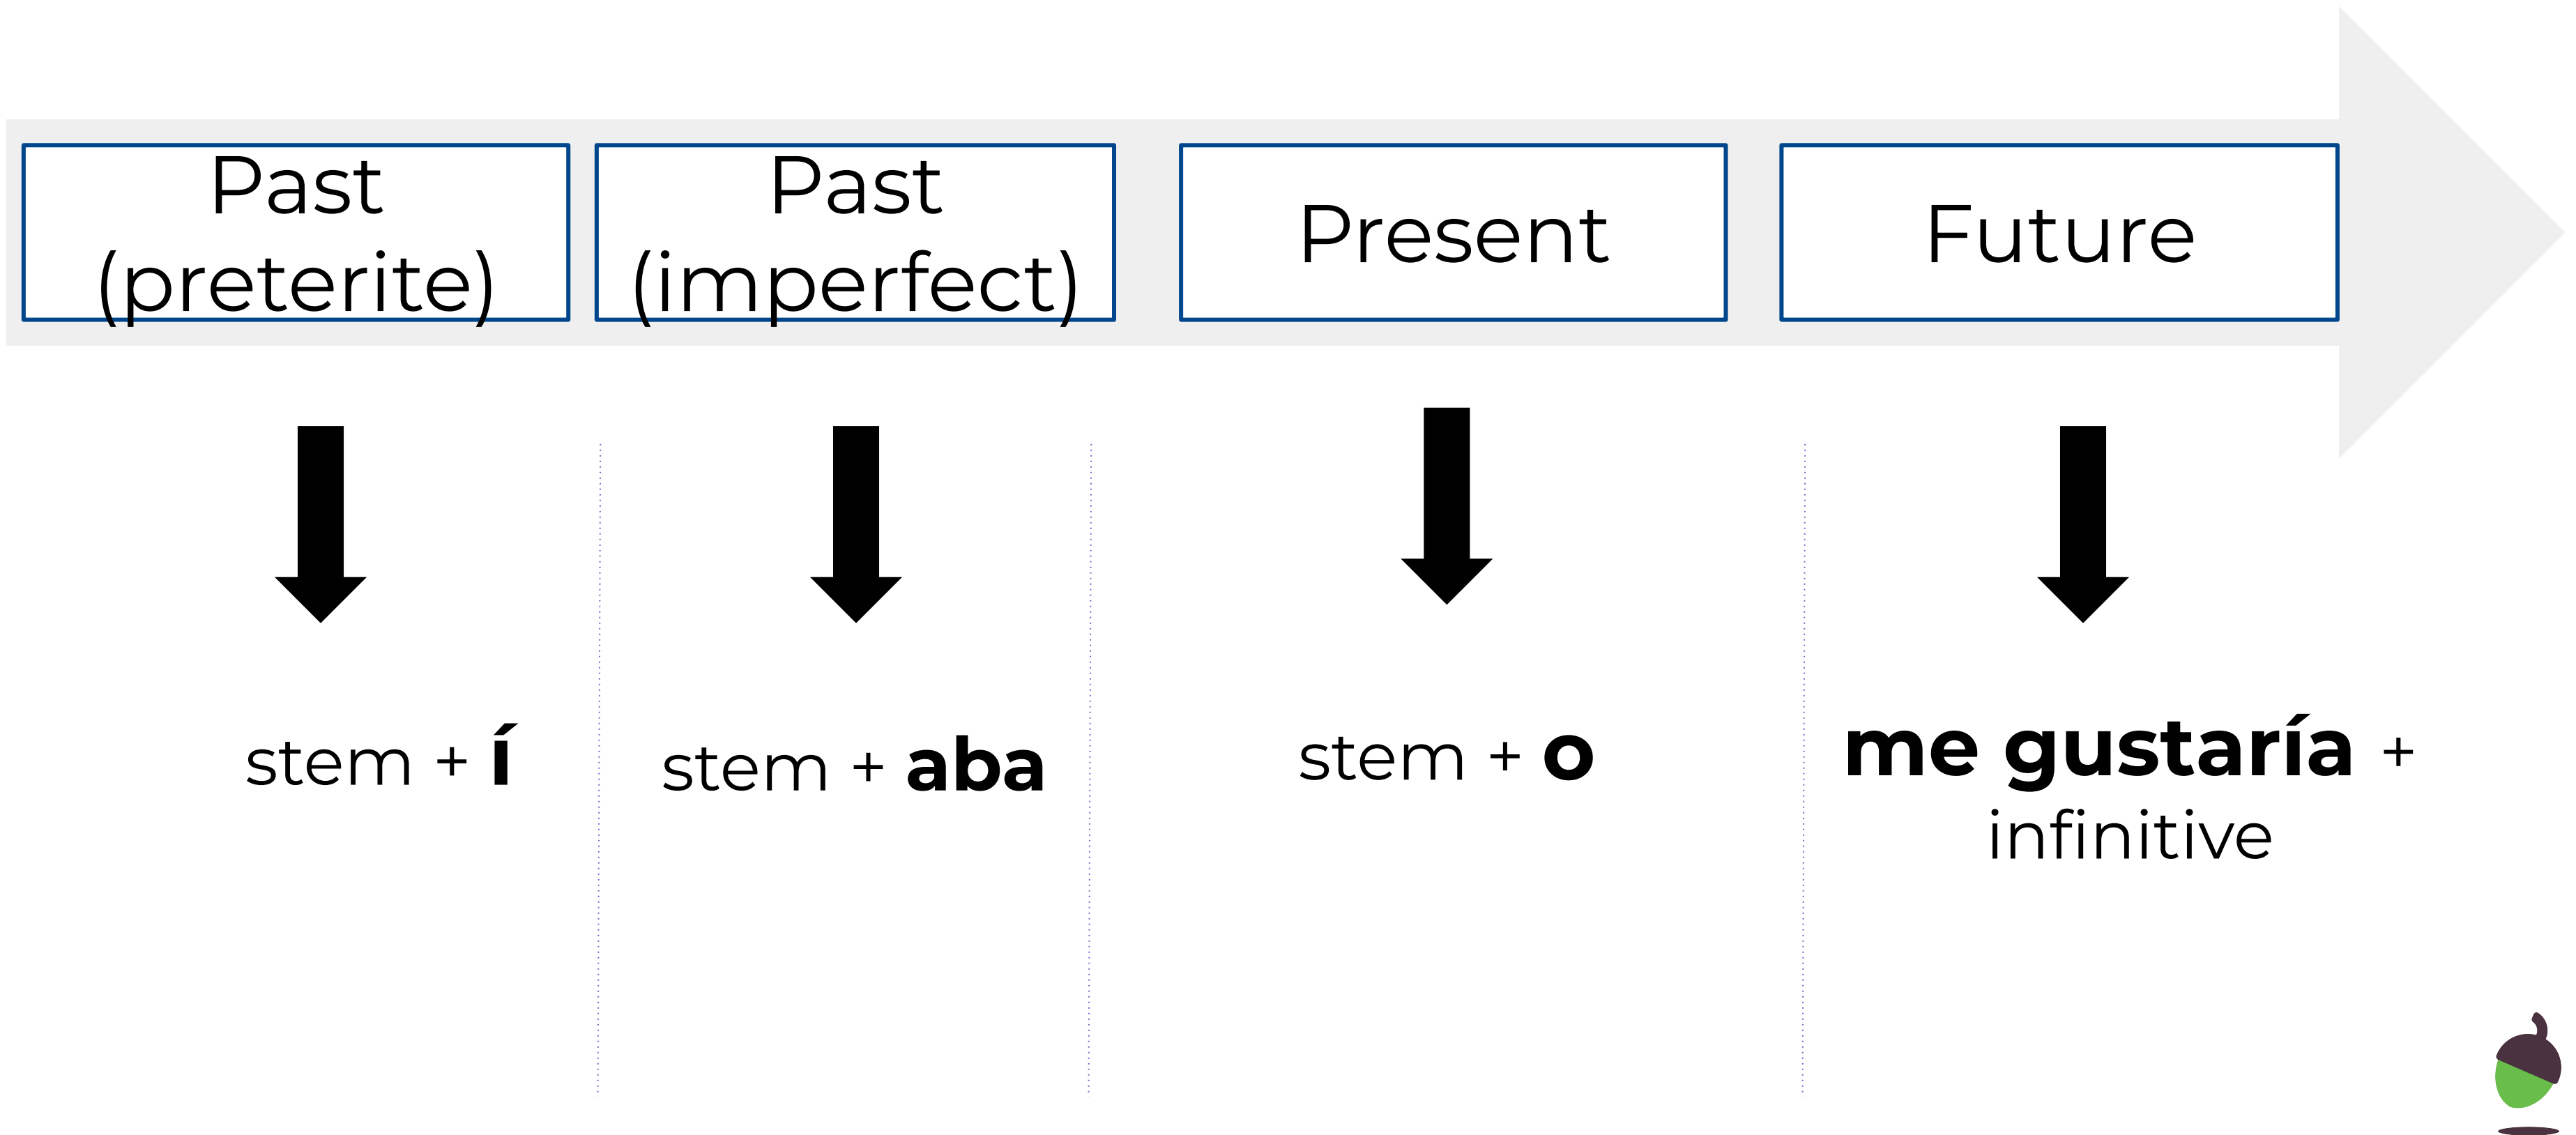 Past
(preterite)
Past
(imperfect)
Present
Future
stem + í
stem + aba
stem + o
me gustaría +
infinitive